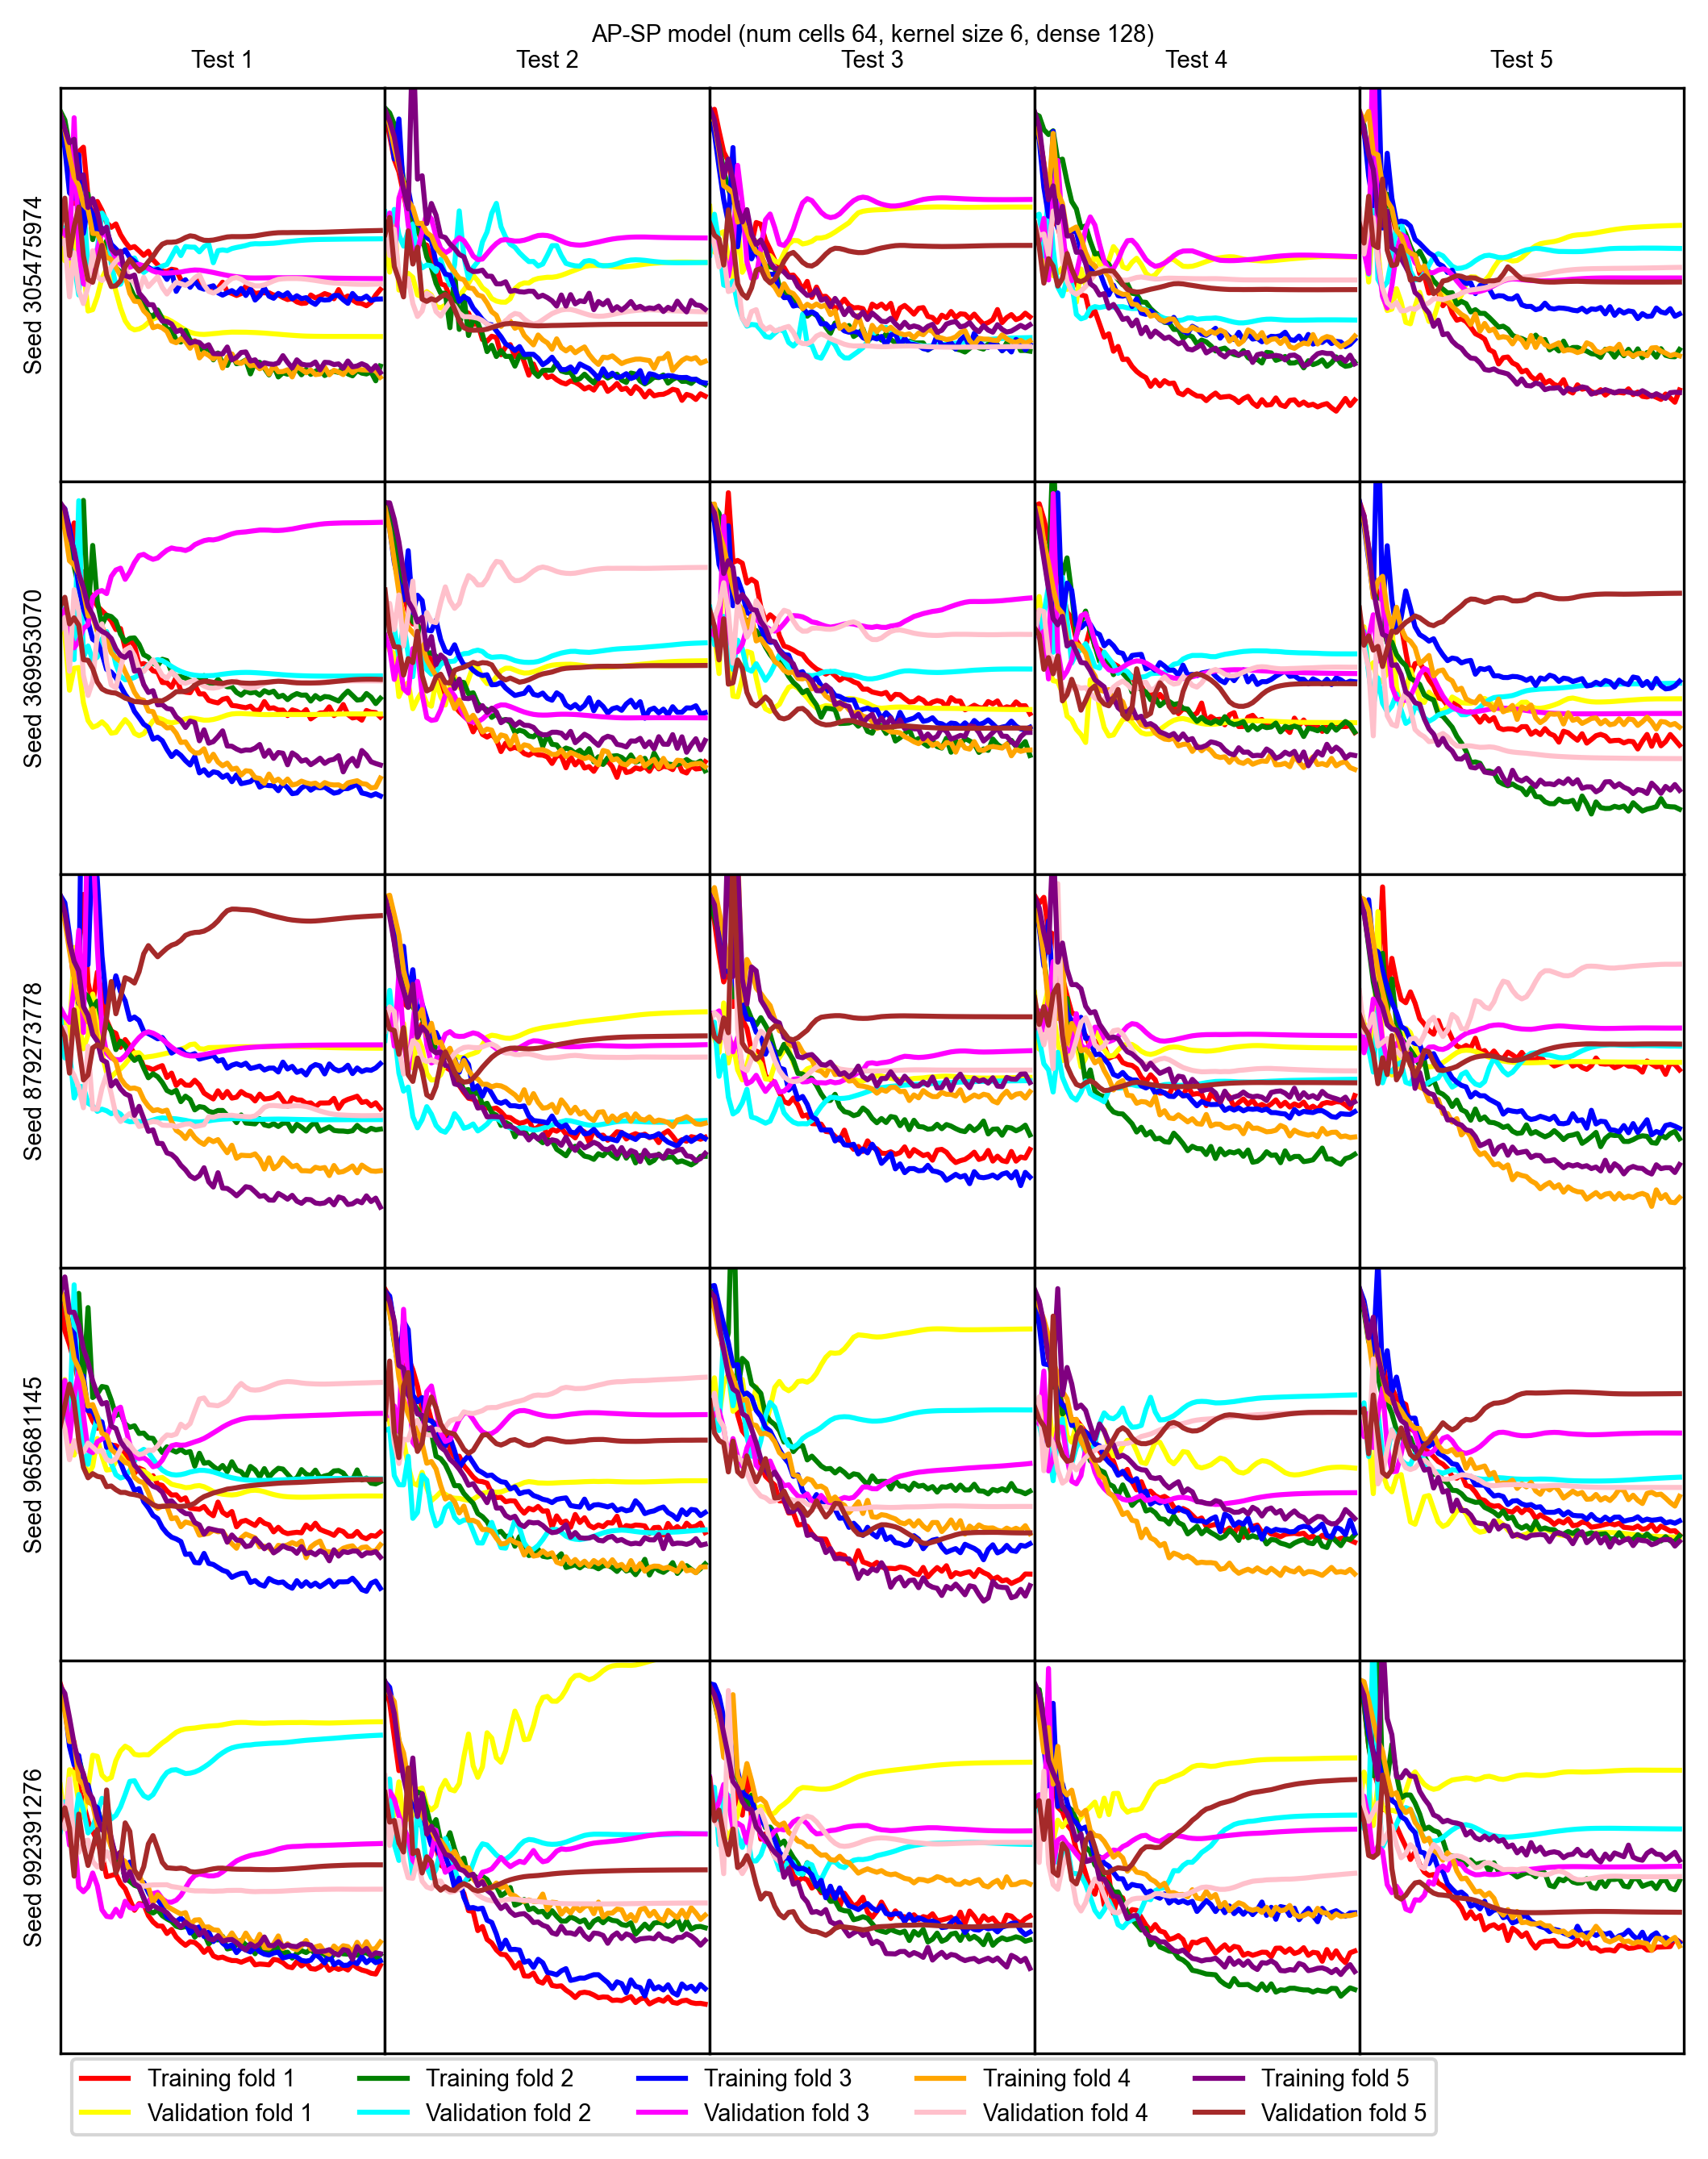 AP-SP model (num cells 64, kernel size 6, dense 128)
Test 1 Test 2 Test 3 Test 4 Test 5
Seed 305475974
Seed 369953070
Seed 879273778
Seed 965681145
Seed 992391276
Training fold 1 Training fold 2 Training fold 3 Training fold 4 Training fold 5
Validation fold 1 Validation fold 2 Validation fold 3 Validation fold 4 Validation fold 5